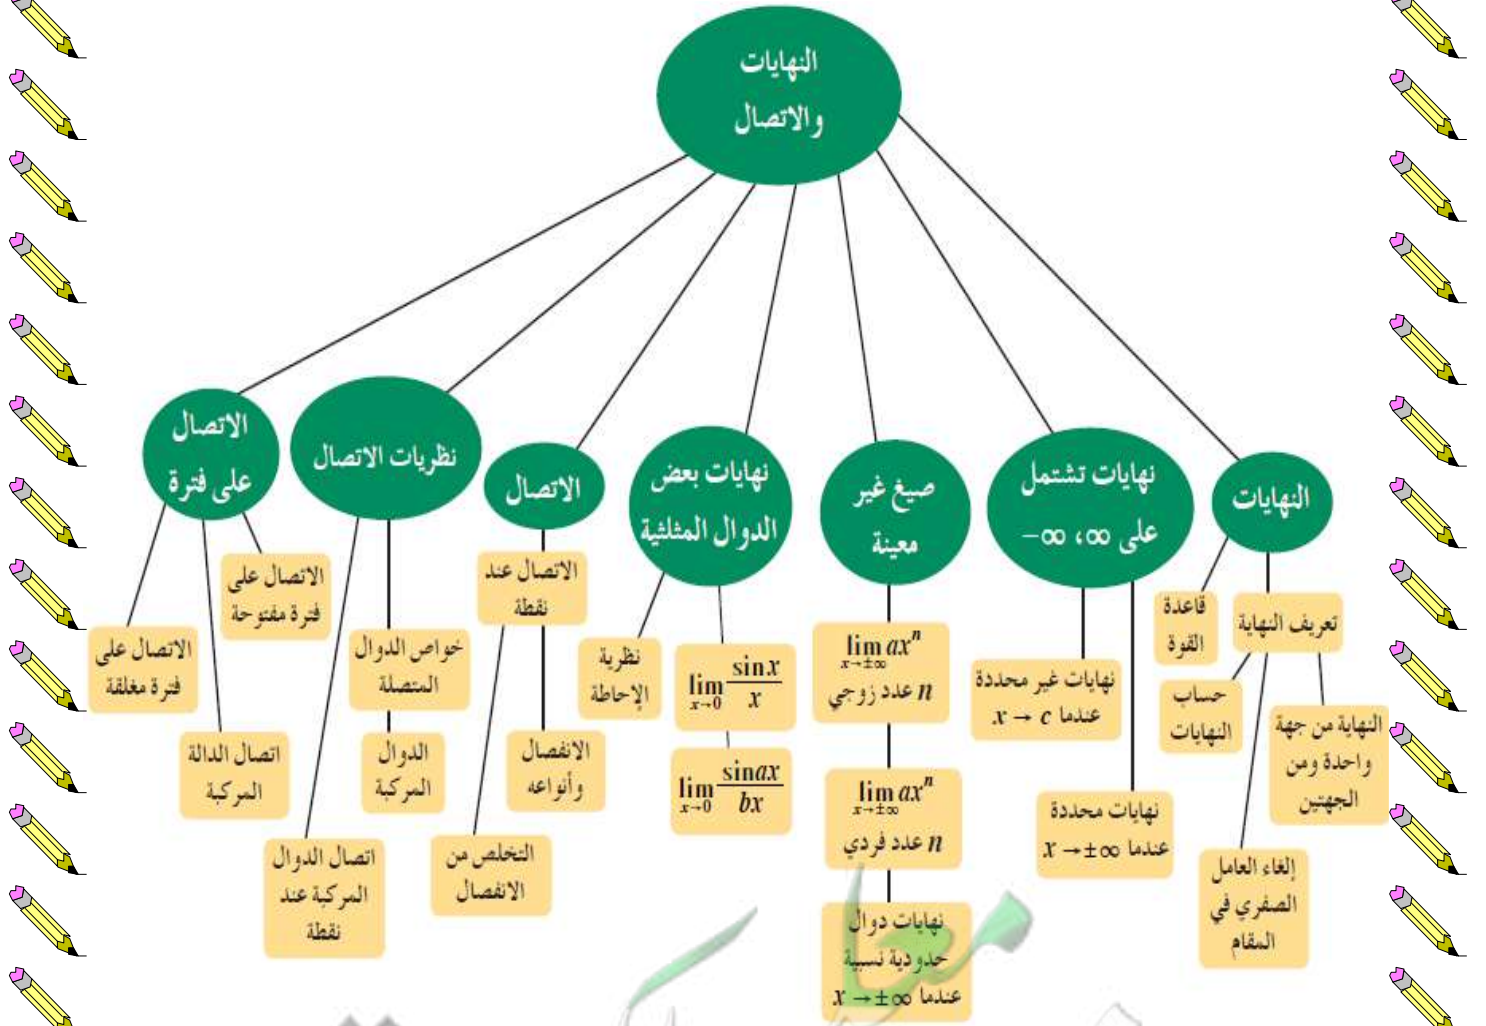 النهايات
والاتصال
النهايات
نهايات تشتمل
على ∞، ∞−
صيغ غير
معينة
نهايات بعض
الدوال المثلثية
الاتصال
نظريات الاتصال
الاتصال
على فترة
قاعدة
القوة
تعريف النهاية
حساب
النهايات
النهاية من جهة
واحدة ومن
الجهتين
إلغاء العامل
الصفري في
المقام
نهايات غير محددة
عندما x → c
نهايات محددة
عندما x → ±∞
lim ax^n
x→±∞
n عدد زوجي
lim ax^n
x→±∞
n عدد فردي
نهايات دوال
حدودية نسبية
عندما x → ±∞
نظرية
الإحاطة
lim sinx/x
x→0
lim sinax/bx
x→0
الاتصال عند
نقطة
الانفصال
وأنواعه
التخلص من
الانفصال
خواص الدوال
المتصلة
الدوال
المركبة
اتصال الدوال
المركبة عند
نقطة
الاتصال على
فترة مفتوحة
الاتصال على
فترة مغلقة
اتصال الدالة
المركبة